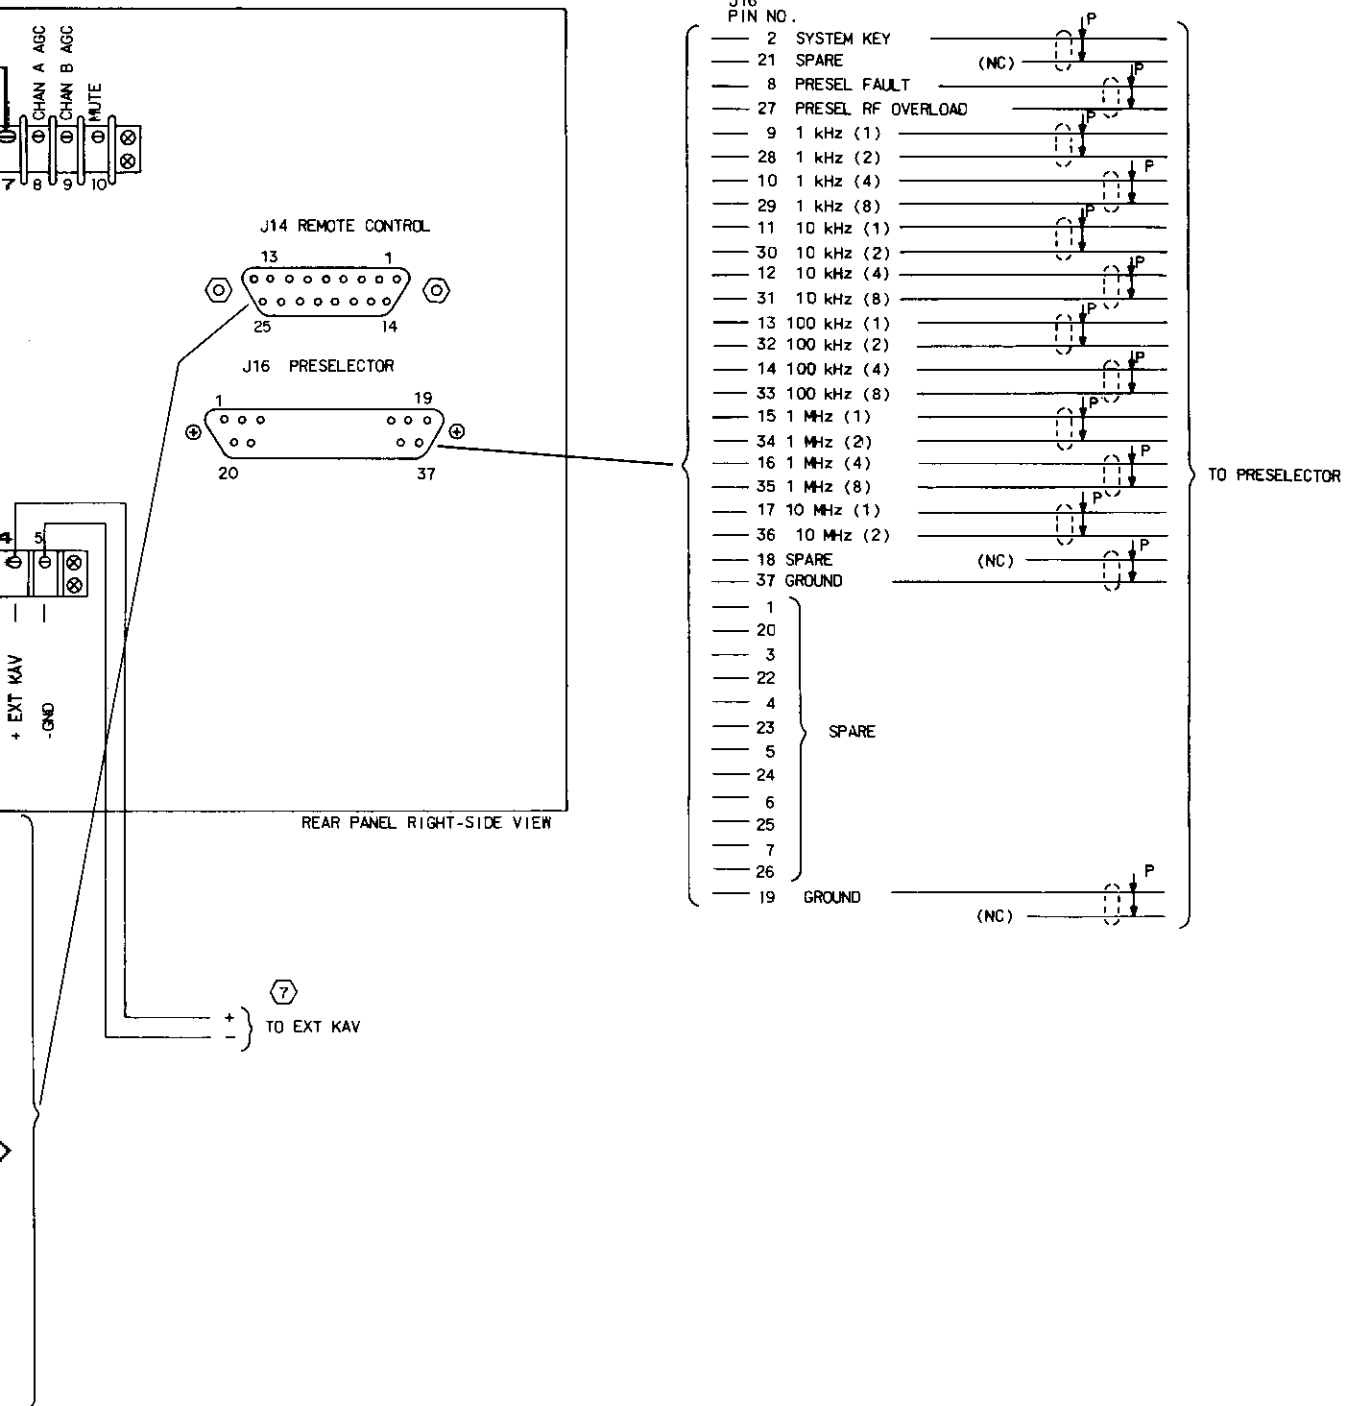 CHAN A AGC
CHAN B AGC
MUTE
7 8 9 10
J14 REMOTE CONTROL
13 1
25 14
J16 PRESELECTOR
1 19
20 37
4 5
+ EXT KAV
-GND
REAR PANEL RIGHT-SIDE VIEW
7
+
TO EXT KAV
−
J16
PIN NO.
2 SYSTEM KEY P
21 SPARE (NC)
8 PRESEL FAULT P
27 PRESEL RF OVERLOAD
9 1 kHz (1) P
28 1 kHz (2)
10 1 kHz (4) P
29 1 kHz (8)
11 10 kHz (1) P
30 10 kHz (2)
12 10 kHz (4) P
31 10 kHz (8)
13 100 kHz (1) P
32 100 kHz (2)
14 100 kHz (4) P
33 100 kHz (8)
15 1 MHz (1) P
34 1 MHz (2)
16 1 MHz (4) P
35 1 MHz (8)
17 10 MHz (1) P
36 10 MHz (2)
18 SPARE (NC) P
37 GROUND
1
20
3
22
4
23
5
24
6
25
7
26
SPARE
19 GROUND P
(NC)
TO PRESELECTOR